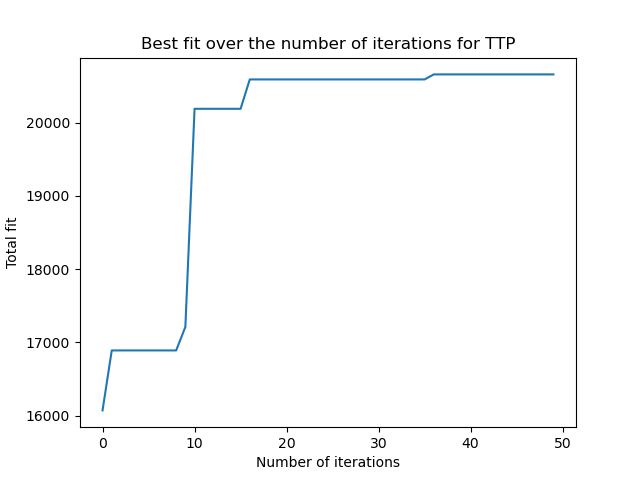 Best fit over the number of iterations for TTP
20000
19000
18000
17000
16000
Total fit
0 10 20 30 40 50
Number of iterations